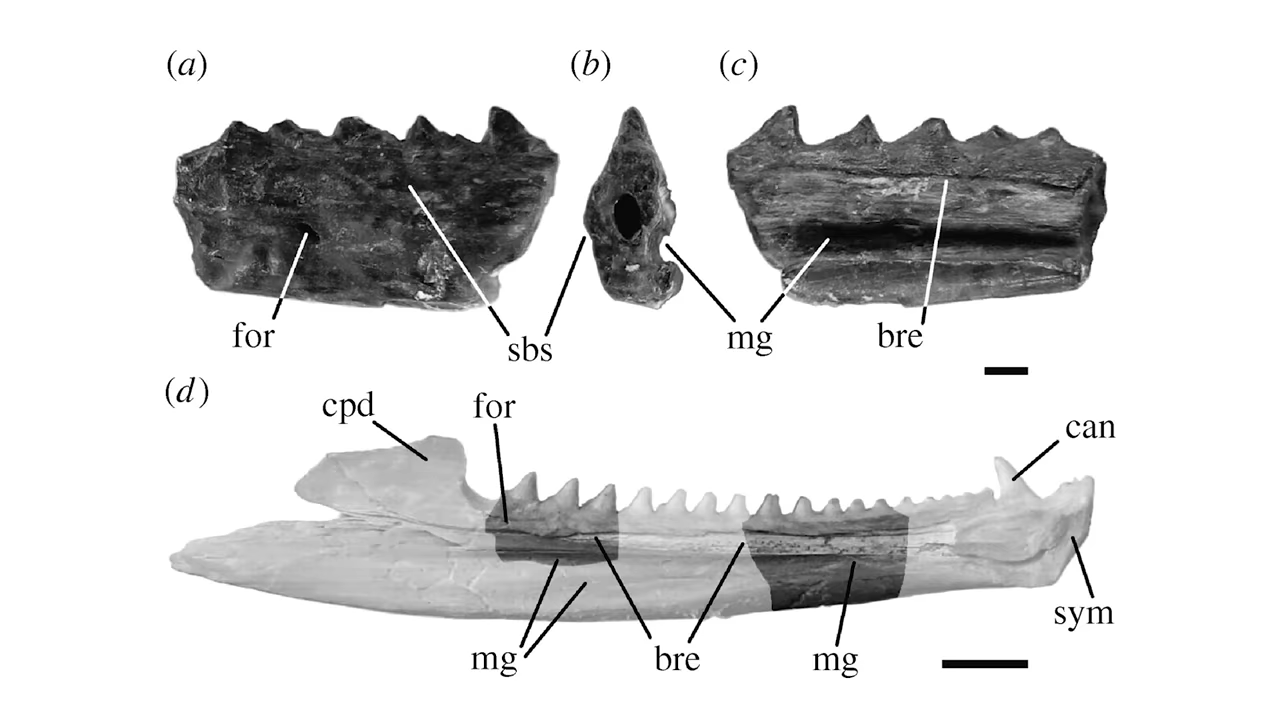 (a)
(b)
(c)
for
sbs
mg
bre
(d)
cpd
for
can
mg
bre
mg
sym